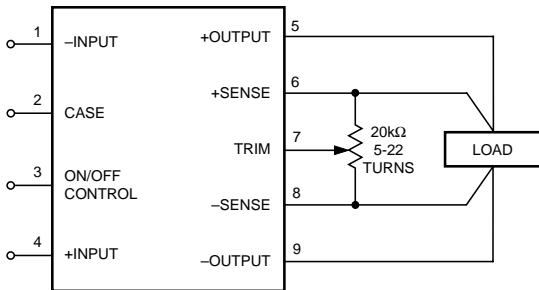 1
–INPUT
2
CASE
3
ON/OFF
CONTROL
4
+INPUT
+OUTPUT
5
+SENSE
6
TRIM
7
–SENSE
8
–OUTPUT
9
20kΩ
5-22
TURNS
LOAD